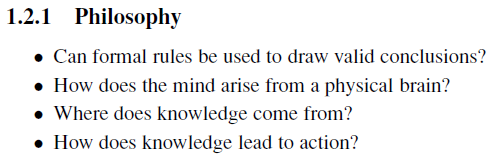 1.2.1 Philosophy
• Can formal rules be used to draw valid conclusions?
• How does the mind arise from a physical brain?
• Where does knowledge come from?
• How does knowledge lead to action?